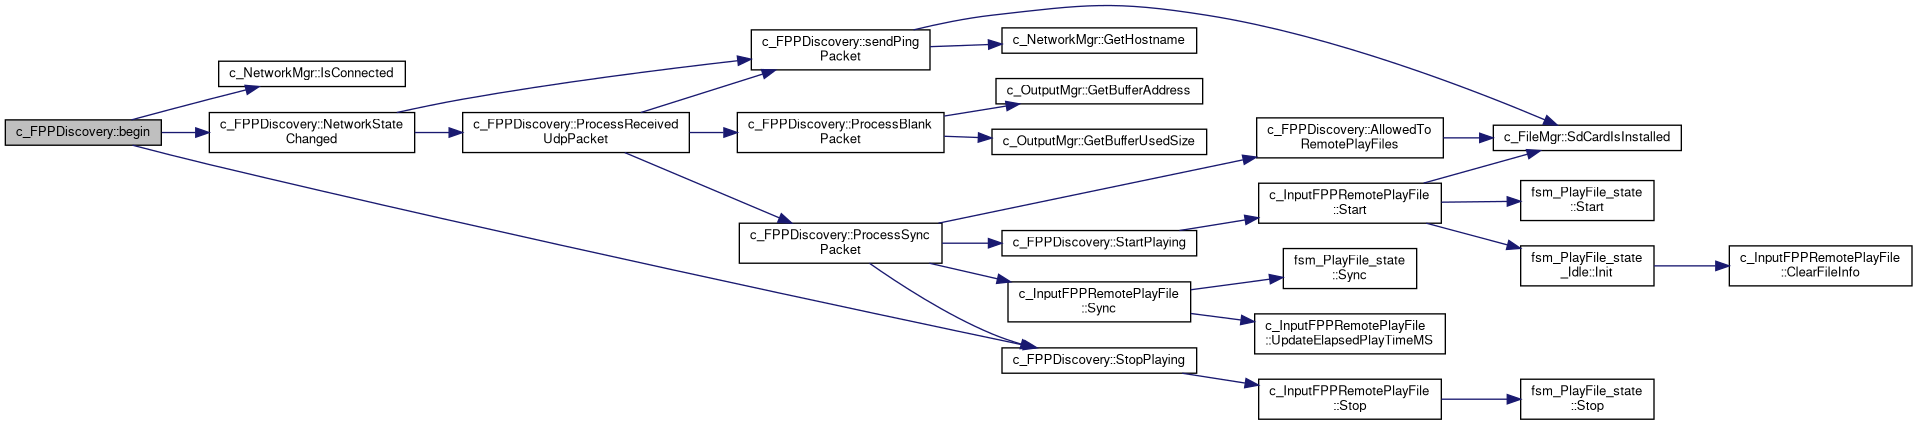 c_FPPDiscovery::begin
c_NetworkMgr::IsConnected
c_FPPDiscovery::NetworkState
Changed
c_FPPDiscovery::ProcessReceived
UdpPacket
c_FPPDiscovery::sendPing
Packet
c_FPPDiscovery::ProcessBlank
Packet
c_FPPDiscovery::ProcessSync
Packet
c_NetworkMgr::GetHostname
c_OutputMgr::GetBufferAddress
c_OutputMgr::GetBufferUsedSize
c_FPPDiscovery::StartPlaying
c_InputFPPRemotePlayFile
::Sync
c_FPPDiscovery::StopPlaying
c_FPPDiscovery::AllowedTo
RemotePlayFiles
c_InputFPPRemotePlayFile
::Start
fsm_PlayFile_state
::Sync
c_InputFPPRemotePlayFile
::UpdateElapsedPlayTimeMS
c_InputFPPRemotePlayFile
::Stop
c_FileMgr::SdCardIsInstalled
fsm_PlayFile_state
::Start
fsm_PlayFile_state
_Idle::Init
fsm_PlayFile_state
::Stop
c_InputFPPRemotePlayFile
::ClearFileInfo